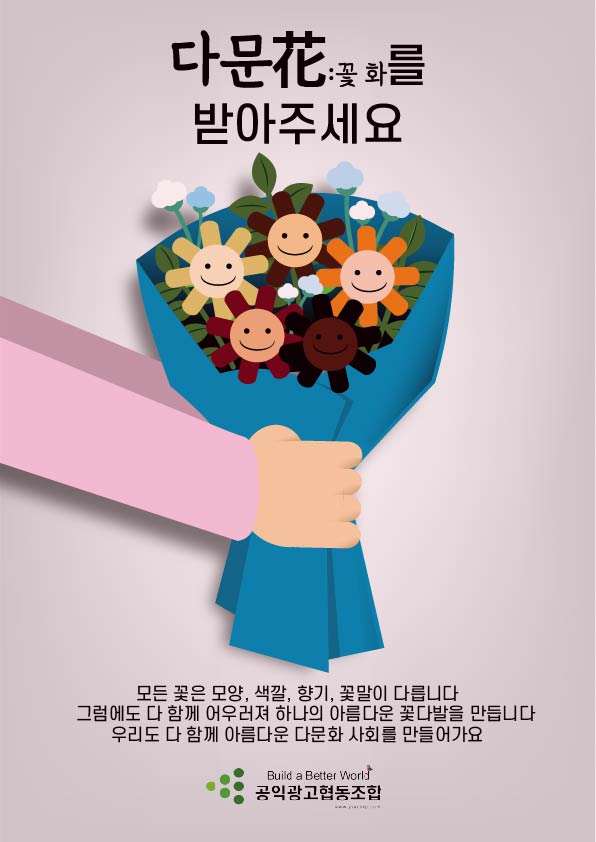 다문花:꽃 화를
받아주세요
모든 꽃은 모양, 색깔, 향기, 꽃말이 다릅니다
그럼에도 다 함께 어우러져 하나의 아름다운 꽃다발을 만듭니다
우리도 다 함께 아름다운 다문화 사회를 만들어가요
Build a Better World
공익광고협동조합